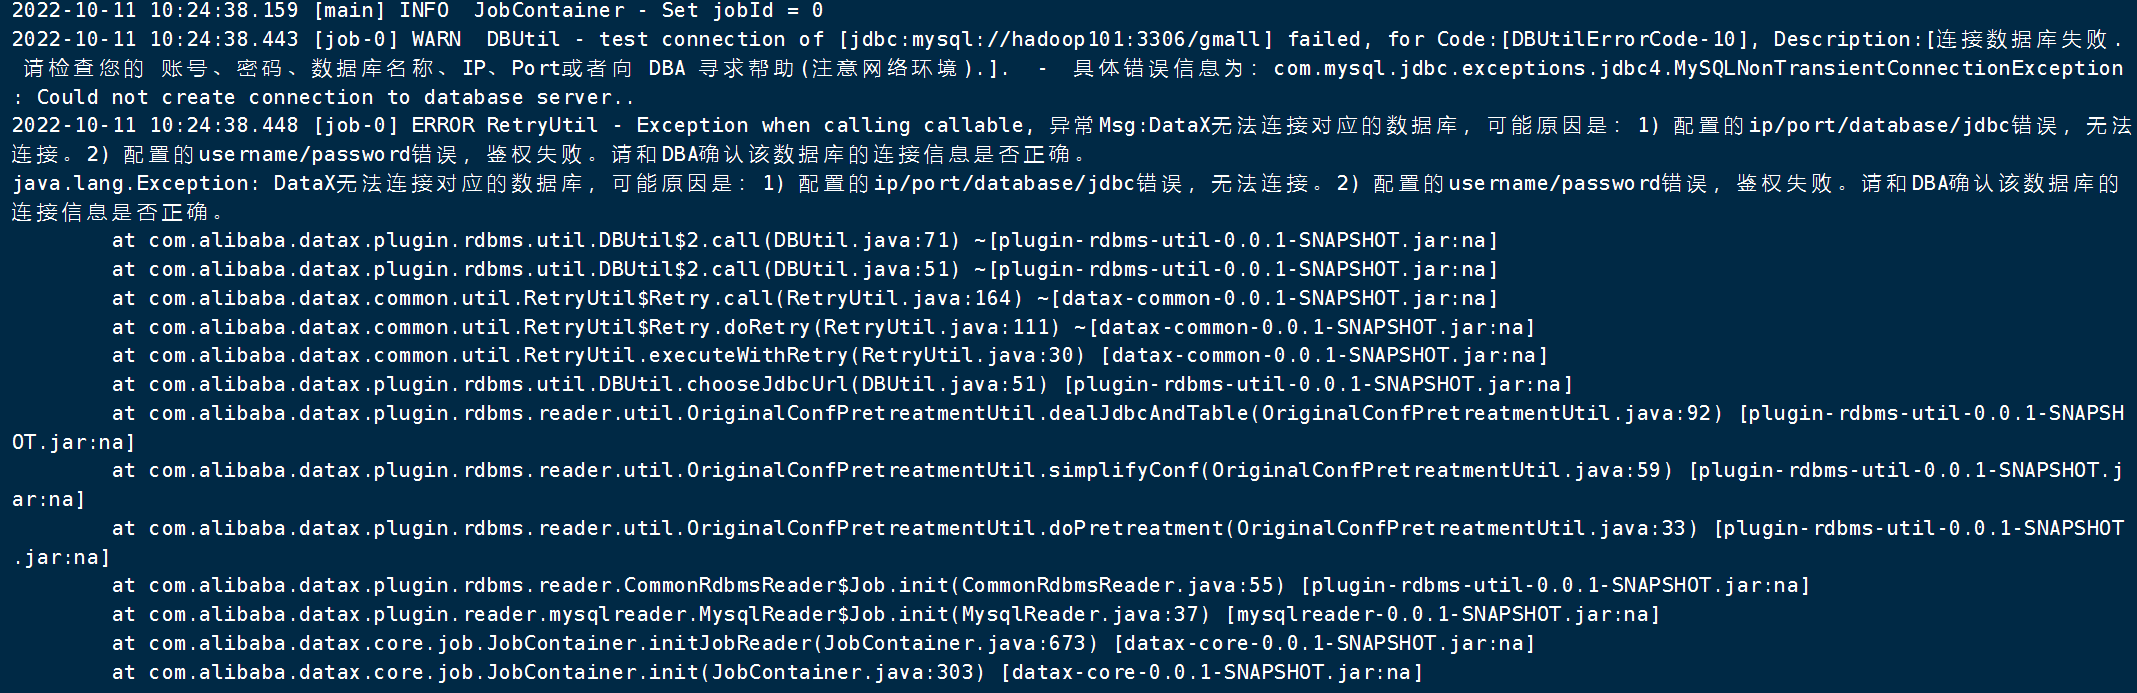 2022-10-11 10:24:38.159 [main] INFO  JobContainer - Set jobId = 0
2022-10-11 10:24:38.443 [job-0] WARN  DBUtil - test connection of [jdbc:mysql://hadoop101:3306/gmall] failed, for Code:[DBUtilErrorCode-10], Description:[连接数据库失败.
 请检查您的 账号、密码、数据库名称、IP、Port或者向 DBA 寻求帮助(注意网络环境).].  -  具体错误信息为：com.mysql.jdbc.exceptions.jdbc4.MySQLNonTransientConnectionException
: Could not create connection to database server..
2022-10-11 10:24:38.448 [job-0] ERROR RetryUtil - Exception when calling callable, 异常Msg:DataX无法连接对应的数据库，可能原因是：1) 配置的ip/port/database/jdbc错误，无法
连接。2) 配置的username/password错误，鉴权失败。请和DBA确认该数据库的连接信息是否正确。
java.lang.Exception: DataX无法连接对应的数据库，可能原因是：1) 配置的ip/port/database/jdbc错误，无法连接。2) 配置的username/password错误，鉴权失败。请和DBA确认该数据库的
连接信息是否正确。
        at com.alibaba.datax.plugin.rdbms.util.DBUtil$2.call(DBUtil.java:71) ~[plugin-rdbms-util-0.0.1-SNAPSHOT.jar:na]
        at com.alibaba.datax.plugin.rdbms.util.DBUtil$2.call(DBUtil.java:51) ~[plugin-rdbms-util-0.0.1-SNAPSHOT.jar:na]
        at com.alibaba.datax.common.util.RetryUtil$Retry.call(RetryUtil.java:164) ~[datax-common-0.0.1-SNAPSHOT.jar:na]
        at com.alibaba.datax.common.util.RetryUtil$Retry.doRetry(RetryUtil.java:111) ~[datax-common-0.0.1-SNAPSHOT.jar:na]
        at com.alibaba.datax.common.util.RetryUtil.executeWithRetry(RetryUtil.java:30) [datax-common-0.0.1-SNAPSHOT.jar:na]
        at com.alibaba.datax.plugin.rdbms.util.DBUtil.chooseJdbcUrl(DBUtil.java:51) [plugin-rdbms-util-0.0.1-SNAPSHOT.jar:na]
        at com.alibaba.datax.plugin.rdbms.reader.util.OriginalConfPretreatmentUtil.dealJdbcAndTable(OriginalConfPretreatmentUtil.java:92) [plugin-rdbms-util-0.0.1-SNAPSH
OT.jar:na]
        at com.alibaba.datax.plugin.rdbms.reader.util.OriginalConfPretreatmentUtil.simplifyConf(OriginalConfPretreatmentUtil.java:59) [plugin-rdbms-util-0.0.1-SNAPSHOT.j
ar:na]
        at com.alibaba.datax.plugin.rdbms.reader.util.OriginalConfPretreatmentUtil.doPretreatment(OriginalConfPretreatmentUtil.java:33) [plugin-rdbms-util-0.0.1-SNAPSHOT
.jar:na]
        at com.alibaba.datax.plugin.rdbms.reader.CommonRdbmsReader$Job.init(CommonRdbmsReader.java:55) [plugin-rdbms-util-0.0.1-SNAPSHOT.jar:na]
        at com.alibaba.datax.plugin.reader.mysqlreader.MysqlReader$Job.init(MysqlReader.java:37) [mysqlreader-0.0.1-SNAPSHOT.jar:na]
        at com.alibaba.datax.core.job.JobContainer.initJobReader(JobContainer.java:673) [datax-core-0.0.1-SNAPSHOT.jar:na]
        at com.alibaba.datax.core.job.JobContainer.init(JobContainer.java:303) [datax-core-0.0.1-SNAPSHOT.jar:na]